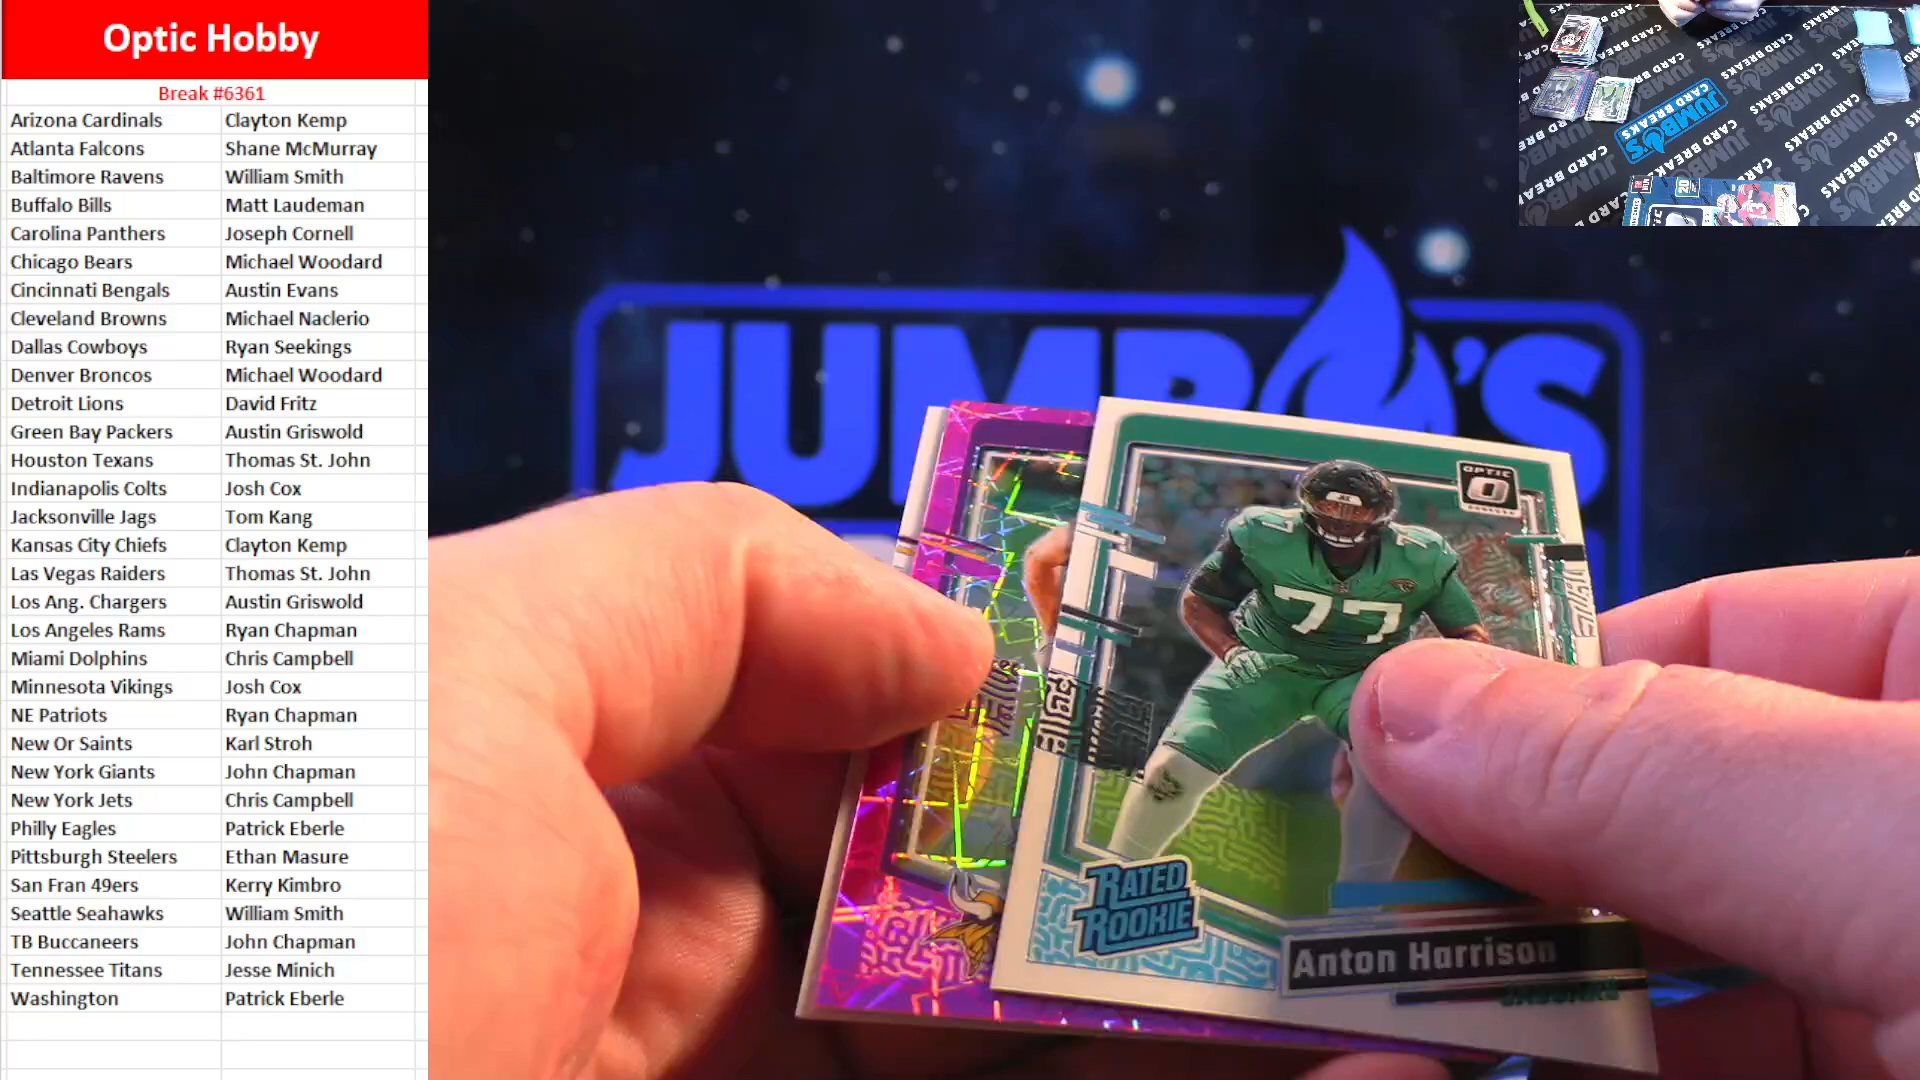 Optic Hobby
Break #6361
Arizona Cardinals Clayton Kemp
Atlanta Falcons Shane McMurray
Baltimore Ravens William Smith
Buffalo Bills Matt Laudeman
Carolina Panthers Joseph Cornell
Chicago Bears Michael Woodard
Cincinnati Bengals Austin Evans
Cleveland Browns Michael Naclerio
Dallas Cowboys Ryan Seekings
Denver Broncos Michael Woodard
Detroit Lions David Fritz
Green Bay Packers Austin Griswold
Houston Texans Thomas St. John
Indianapolis Colts Josh Cox
Jacksonville Jags Tom Kang
Kansas City Chiefs Clayton Kemp
Las Vegas Raiders Thomas St. John
Los Ang. Chargers Austin Griswold
Los Angeles Rams Ryan Chapman
Miami Dolphins Chris Campbell
Minnesota Vikings Josh Cox
NE Patriots Ryan Chapman
New Or Saints Karl Stroh
New York Giants John Chapman
New York Jets Chris Campbell
Philly Eagles Patrick Eberle
Pittsburgh Steelers Ethan Masure
San Fran 49ers Kerry Kimbro
Seattle Seahawks William Smith
TB Buccaneers John Chapman
Tennessee Titans Jesse Minich
Washington Patrick Eberle
JUMBO'S
OPTIC
77
RATED
ROOKIE
Anton Harrison
JUMBO'S
CARD BREAKS